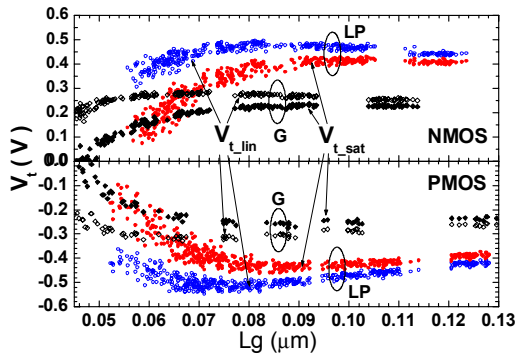 0.6
0.5
0.4
0.3
0.2
0.1
0.0
LP
V_t_lin
G
V_t_sat
NMOS
V_t (V)
0.0
-0.1
-0.2
-0.3
-0.4
-0.5
-0.6
PMOS
G
LP
0.05 0.06 0.07 0.08 0.09 0.10 0.11 0.12 0.13
Lg (μm)